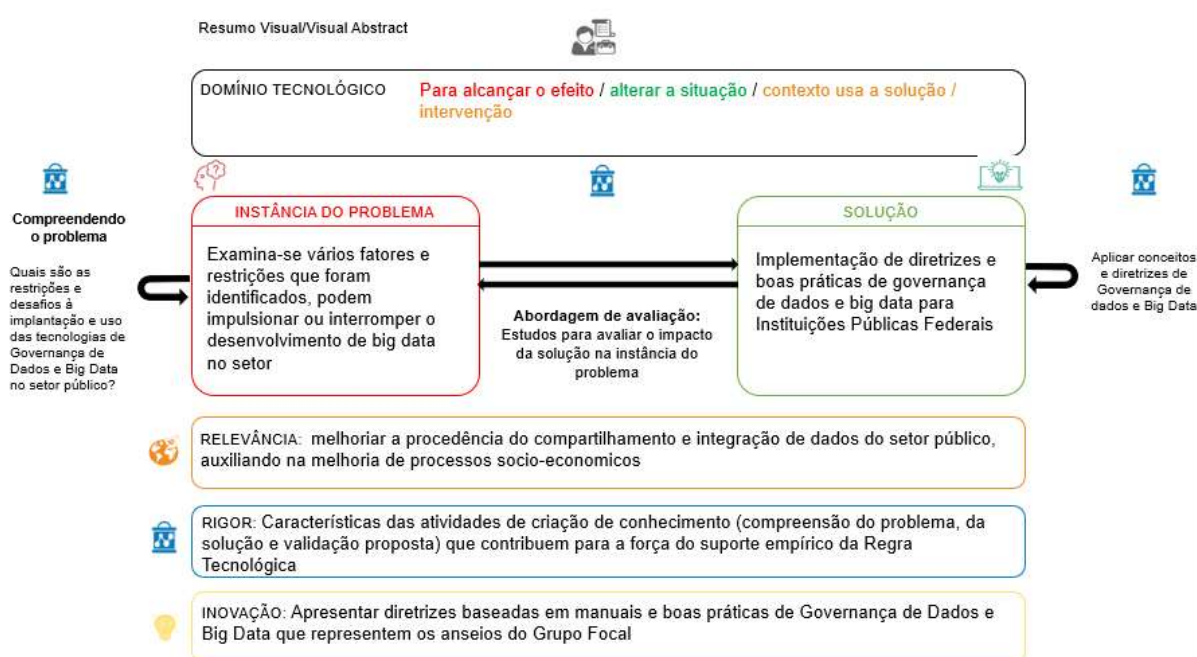 Resumo Visual/Visual Abstract
DOMÍNIO TECNOLÓGICO
Para alcançar o efeito / alterar a situação / contexto usa a solução /
intervenção
Compreendendo
o problema
Quais são as
restrições e
desafios à
implantação e uso
das tecnologias de
Governança de
Dados e Big Data
no setor público?
INSTÂNCIA DO PROBLEMA
Examina-se vários fatores e
restrições que foram
identificados, podem
impulsionar ou interromper o
desenvolvimento de big data
no setor
Abordagem de avaliação:
Estudos para avaliar o impacto
da solução na instância do
problema
SOLUÇÃO
Implementação de diretrizes e
boas práticas de governança
de dados e big data para
Instituições Públicas Federais
Aplicar conceitos
e diretrizes de
Governança de
dados e Big Data
RELEVÂNCIA: melhoriar a procedência do compartilhamento e integração de dados do setor público,
auxiliando na melhoria de processos socio-economicos
RIGOR: Características das atividades de criação de conhecimento (compreensão do problema, da
solução e validação proposta) que contribuem para a força do suporte empírico da Regra
Tecnológica
INOVAÇÃO: Apresentar diretrizes baseadas em manuais e boas práticas de Governança de Dados e
Big Data que representem os anseios do Grupo Focal